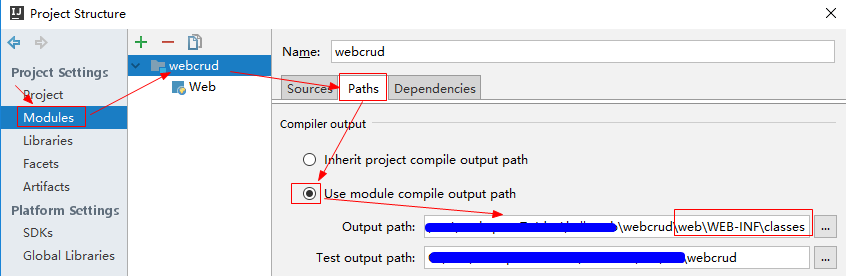 Project Structure
Name: webcrud
Project Settings
Project
Modules
Libraries
Facets
Artifacts
Platform Settings
SDKs
Global Libraries
webcrud
Web
Sources Paths Dependencies
Compiler output
Inherit project compile output path
Use module compile output path
Output path: \webcrud\web\WEB-INF\classes ...
Test output path: \webcrud ...